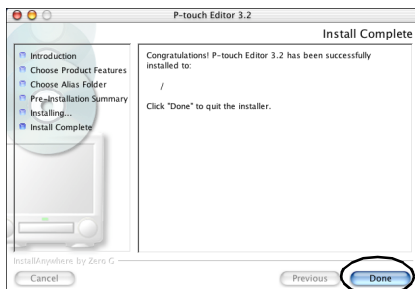 P-touch Editor 3.2
Install Complete
Introduction
Choose Product Features
Choose Alias Folder
Pre-Installation Summary
Installing...
Install Complete
Congratulations! P-touch Editor 3.2 has been successfully
installed to:
/
Click "Done" to quit the installer.
InstallAnywhere by Zero G
Cancel
Previous
Done